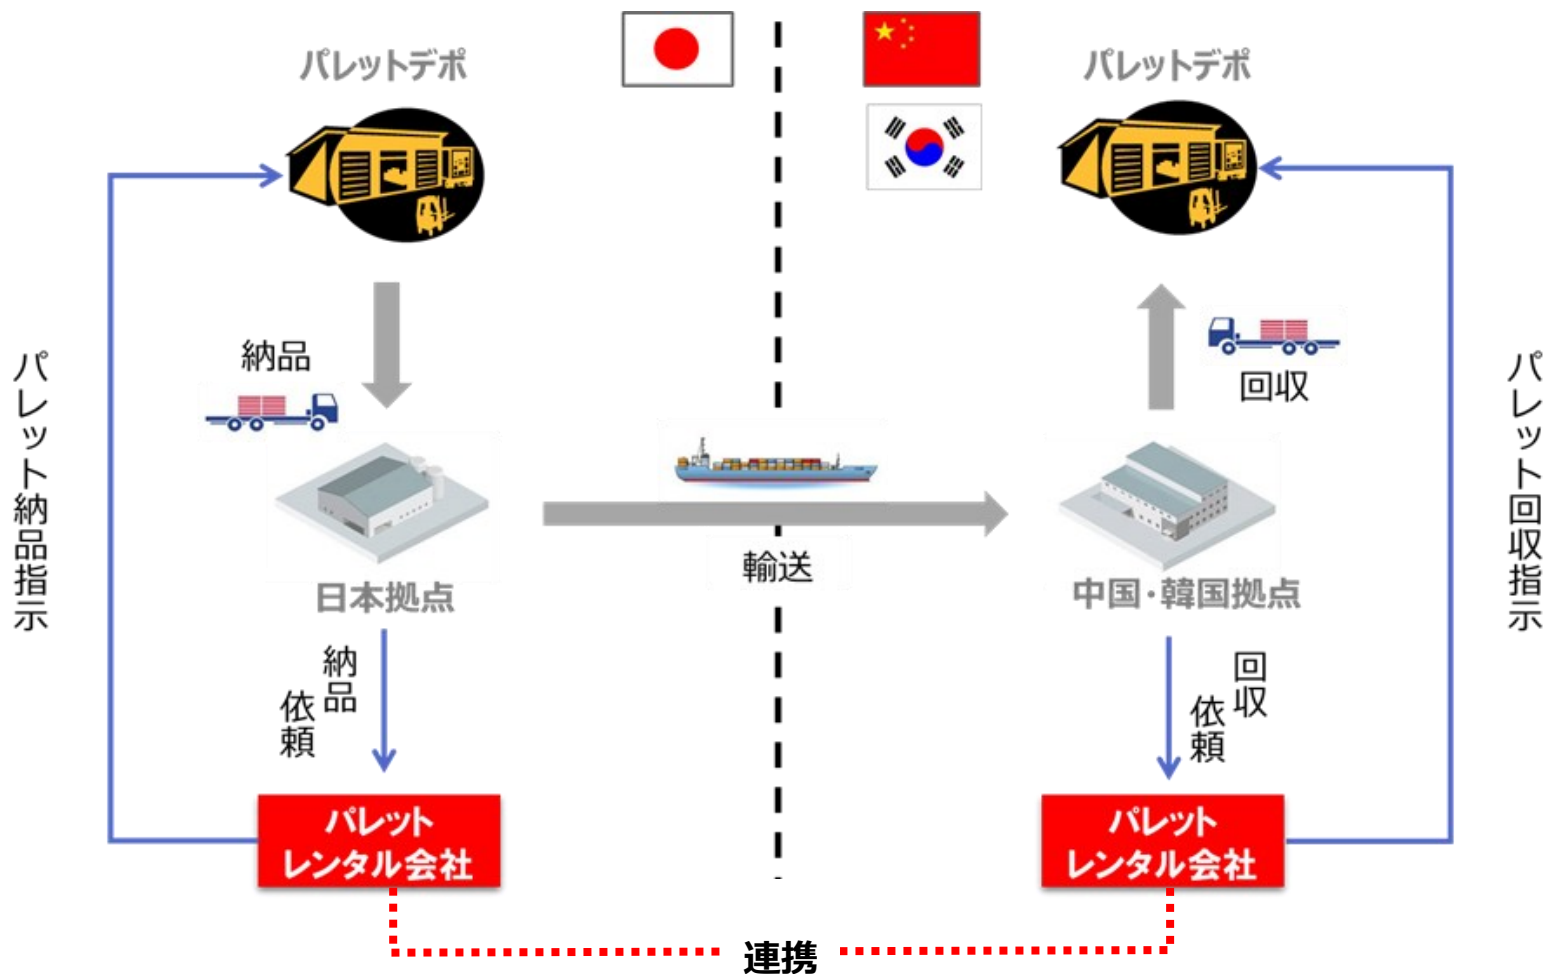 パレットデポ
パレットデポ
納品
回収
パレット納品指示
パレット回収指示
輸送
日本拠点
中国・韓国拠点
納品
依頼
回収
依頼
パレット
レンタル会社
パレット
レンタル会社
連携